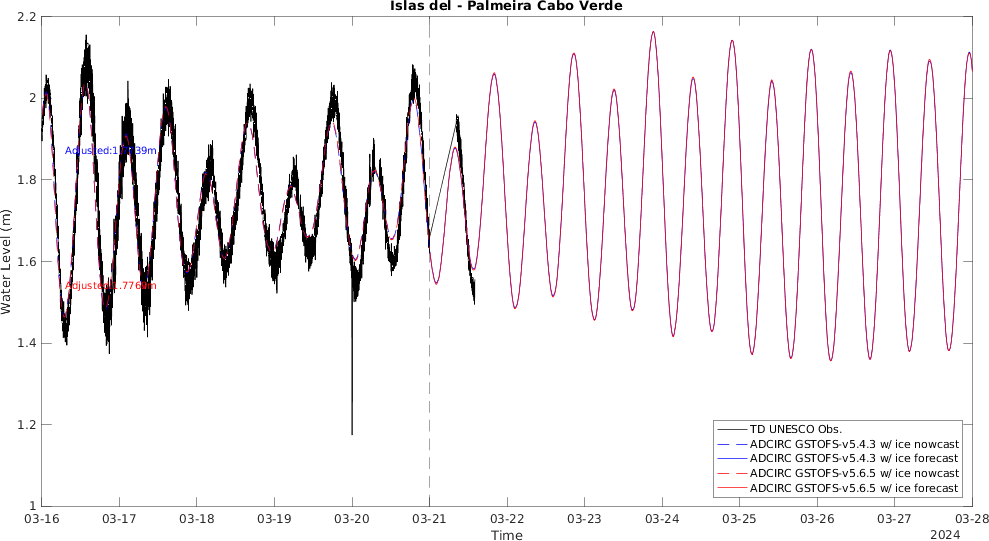 Islas del - Palmeira Cabo Verde
2.2
2
1.8
1.6
1.4
1.2
1
Water Level (m)
03-16
03-17
03-18
03-19
03-20
03-21
03-22
03-23
03-24
03-25
03-26
03-27
03-28
Time
2024
TD UNESCO Obs.
ADCIRC GSTOFS-v5.4.3 w/ ice nowcast
ADCIRC GSTOFS-v5.4.3 w/ ice forecast
ADCIRC GSTOFS-v5.6.5 w/ ice nowcast
ADCIRC GSTOFS-v5.6.5 w/ ice forecast